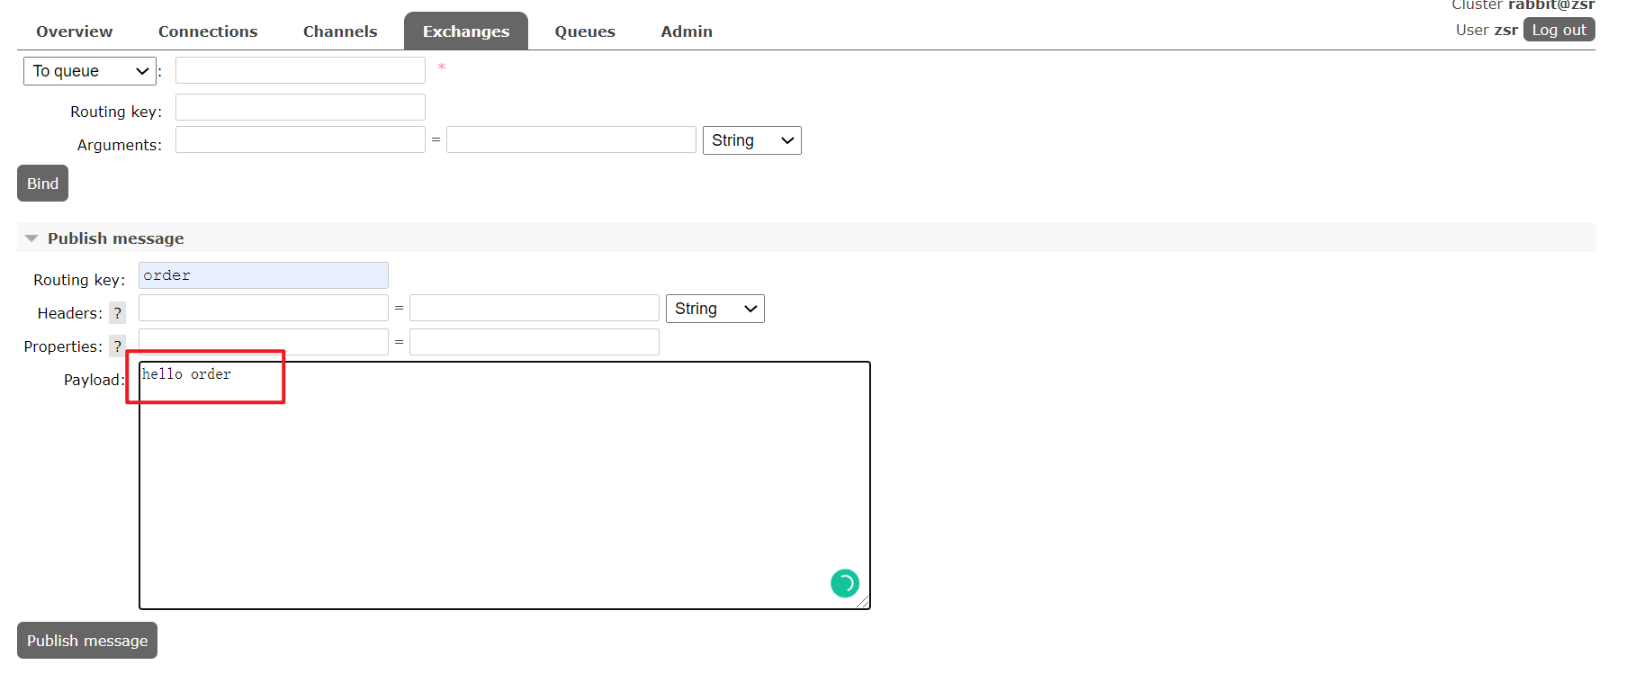 Cluster rabbit@zsr
Overview Connections Channels Exchanges Queues Admin
User zsr Log out
To queue : *
Routing key:
Arguments: = String
Bind
Publish message
Routing key: order
Headers: ? = String
Properties: ? =
Payload: hello order
Publish message